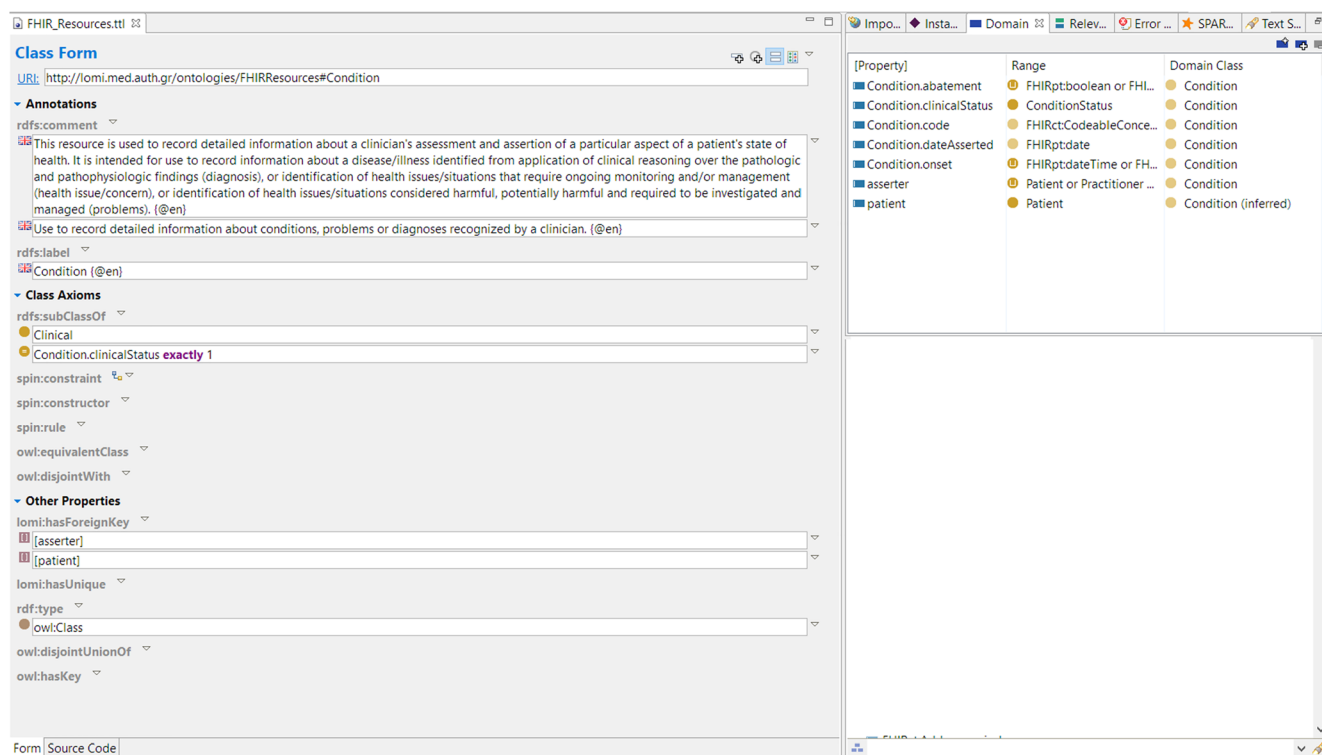 FHIR_Resources.ttl
Class Form
URI: http://lomi.med.auth.gr/ontologies/FHIRResources#Condition
Annotations
rdfs:comment
This resource is used to record detailed information about a clinician's assessment and assertion of a particular aspect of a patient's state of
health. It is intended for use to record information about a disease/illness identified from application of clinical reasoning over the pathologic
and pathophysiologic findings (diagnosis), or identification of health issues/situations that require ongoing monitoring and/or management
(health issue/concern), or identification of health issues/situations considered harmful, potentially harmful and required to be investigated and
managed (problems). {@en}
Use to record detailed information about conditions, problems or diagnoses recognized by a clinician. {@en}
rdfs:label
Condition {@en}
Class Axioms
rdfs:subClassOf
Clinical
Condition.clinicalStatus exactly 1
spin:constraint
spin:constructor
spin:rule
owl:equivalentClass
owl:disjointWith
Other Properties
lomi:hasForeignKey
[asserter]
[patient]
lomi:hasUnique
rdf:type
owl:Class
owl:disjointUnionOf
owl:hasKey
Form Source Code
Impo... Insta... Domain Relev... Error ... SPAR... Text S...
[Property] Range Domain Class
Condition.abatement FHIRpt:boolean or FHI... Condition
Condition.clinicalStatus ConditionStatus Condition
Condition.code FHIRct:CodeableConce... Condition
Condition.dateAsserted FHIRpt:date Condition
Condition.onset FHIRpt:dateTime or FH... Condition
asserter Patient or Practitioner ... Condition
patient Patient Condition (inferred)